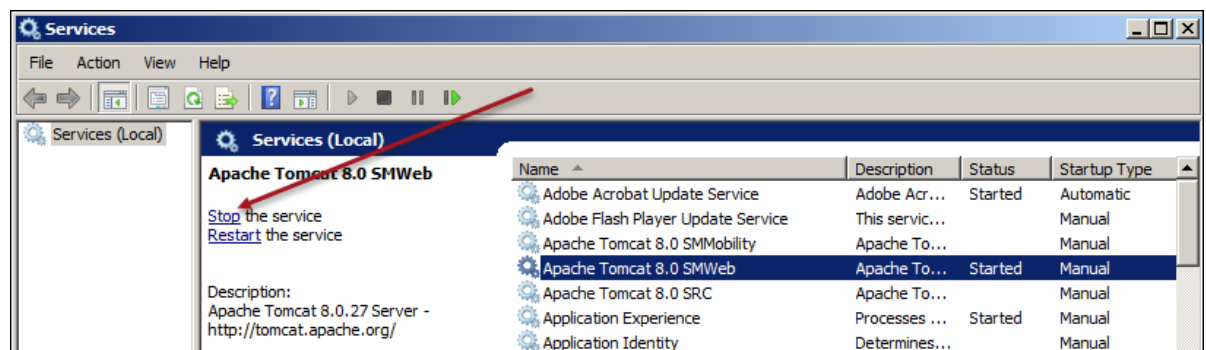 Services
File Action View Help
Services (Local)
Services (Local)
Apache Tomcat 8.0 SMWeb
Stop the service
Restart the service
Description:
Apache Tomcat 8.0.27 Server -
http://tomcat.apache.org/
Name Description Status Startup Type
Adobe Acrobat Update Service Adobe Acr... Started Automatic
Adobe Flash Player Update Service This servic... Manual
Apache Tomcat 8.0 SMMobility Apache To... Manual
Apache Tomcat 8.0 SMWeb Apache To... Started Manual
Apache Tomcat 8.0 SRC Apache To... Manual
Application Experience Processes ... Started Manual
Application Identity Determines... Manual